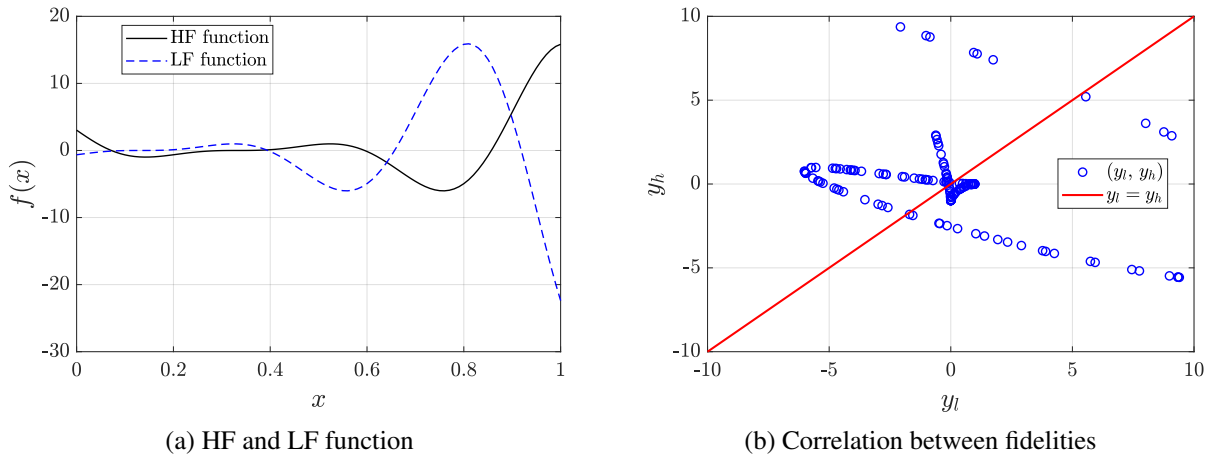 20
10
0
-10
-20
-30
0
0.2
0.4
0.6
0.8
1
x
f(x)
HF function
LF function
(a) HF and LF function
10
5
0
-5
-10
-10
-5
0
5
10
y_l
y_h
(y_l, y_h)
y_l = y_h
(b) Correlation between fidelities